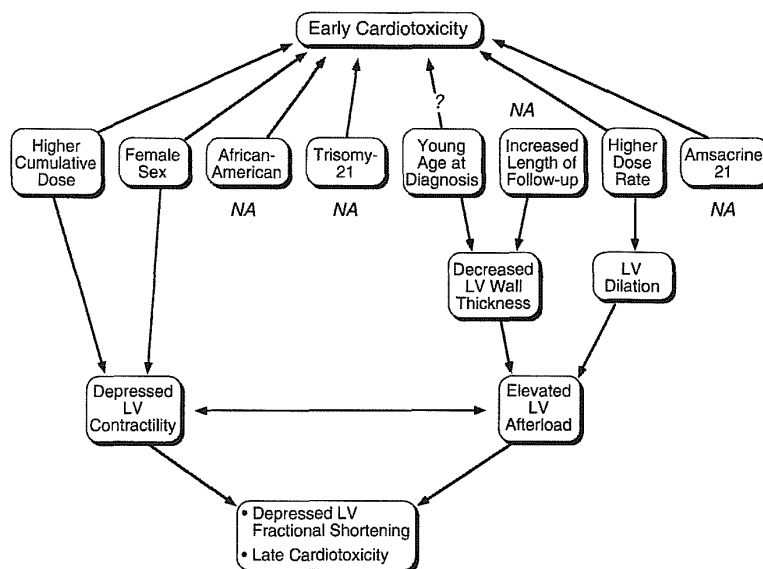 Early Cardiotoxicity
?
NA
Higher
Cumulative
Dose
Female
Sex
African-
American
Trisomy-
21
Young
Age at
Diagnosis
Increased
Length of
Follow-up
Higher
Dose
Rate
Amsacrine
21
NA
NA
NA
Decreased
LV Wall
Thickness
LV
Dilation
Depressed
LV
Contractility
Elevated
LV
Afterload
• Depressed LV
Fractional Shortening
• Late Cardiotoxicity